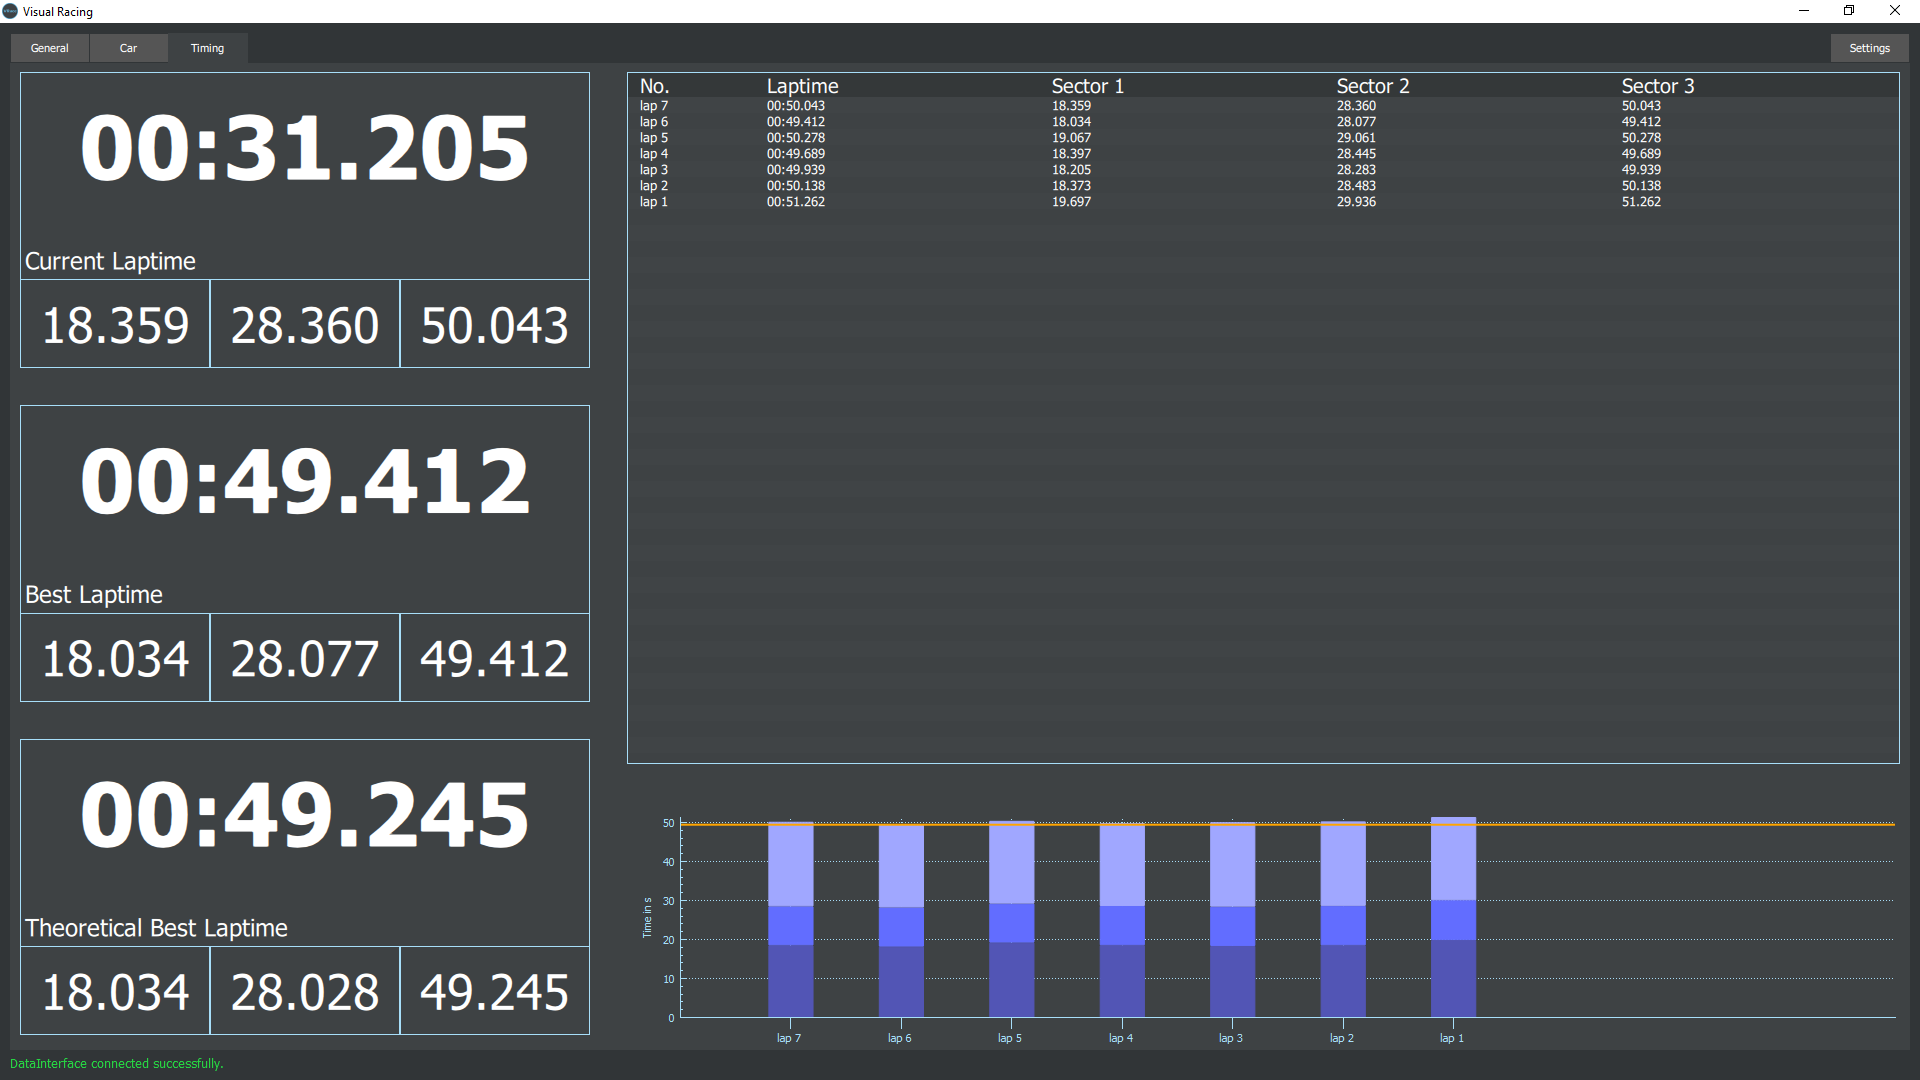 Visual Racing
General Car Timing Settings
00:31.205
Current Laptime
18.359 28.360 50.043
00:49.412
Best Laptime
18.034 28.077 49.412
00:49.245
Theoretical Best Laptime
18.034 28.028 49.245
No. Laptime Sector 1 Sector 2 Sector 3
lap 7 00:50.043 18.359 28.360 50.043
lap 6 00:49.412 18.034 28.077 49.412
lap 5 00:50.278 19.067 29.061 50.278
lap 4 00:49.689 18.397 28.445 49.689
lap 3 00:49.939 18.205 28.283 49.939
lap 2 00:50.138 18.373 28.483 50.138
lap 1 00:51.262 19.697 29.936 51.262
Time in s
50
40
30
20
10
0
lap 7 lap 6 lap 5 lap 4 lap 3 lap 2 lap 1
DataInterface connected successfully.